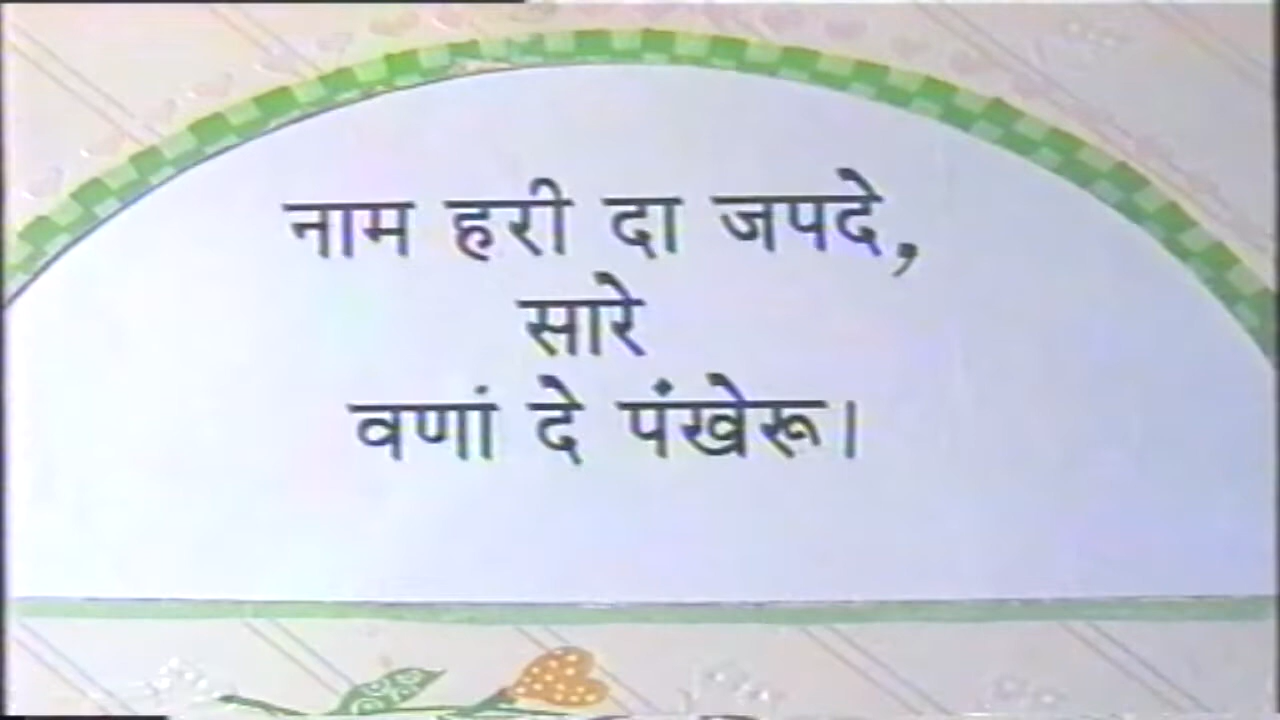 नाम हरी दा जपदे,
सारे
वणां दे पंखेरू।